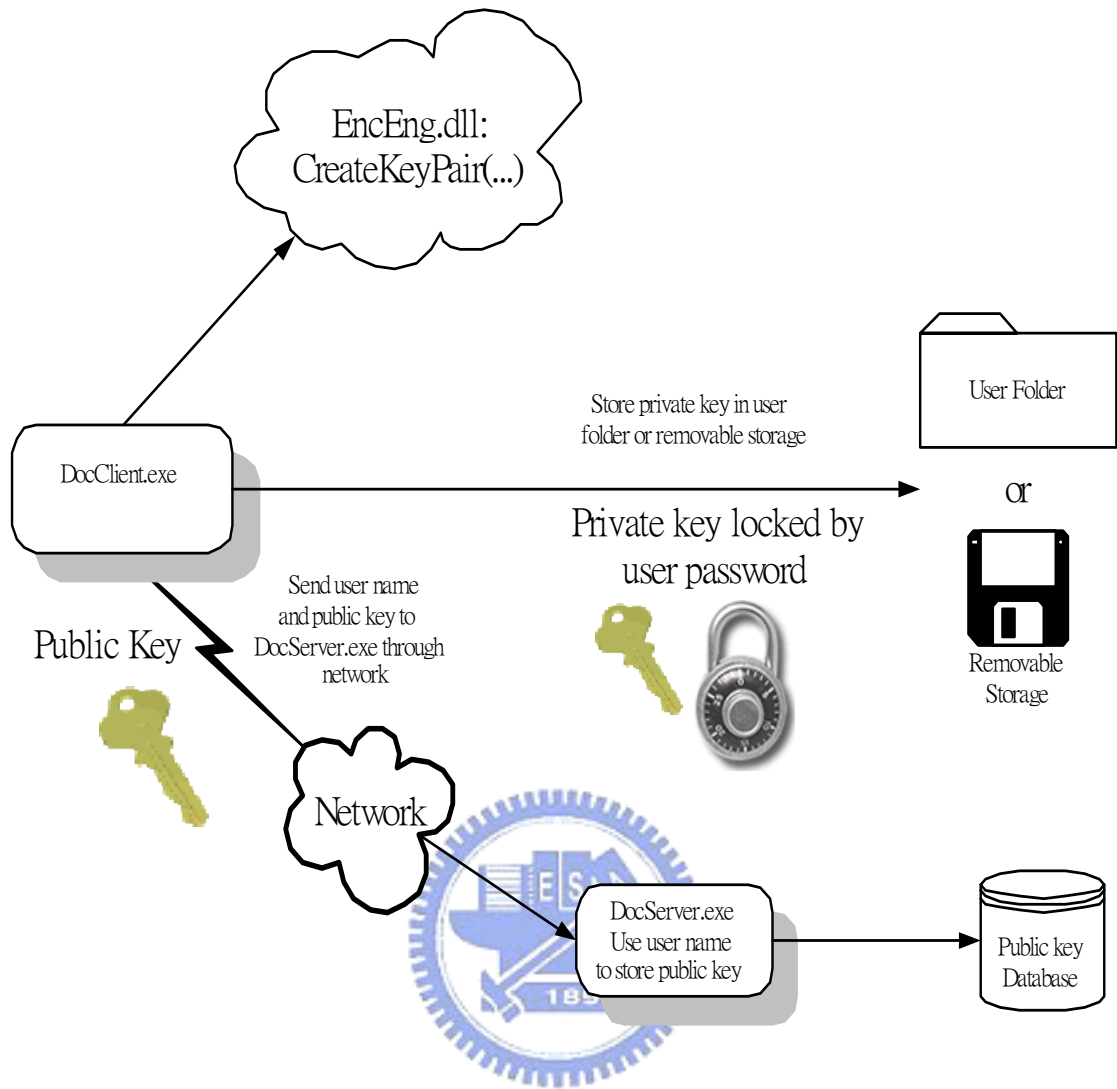 EncEng.dll:
CreateKeyPair(...)
User Folder
Store private key in user
folder or removable storage
DocClient.exe
or
Private key locked by
user password
Send user name
and public key to
DocServer.exe through
network
Public Key
Removable
Storage
Network
E S
DocServer.exe
Use user name
to store public key
Public key
Database
189